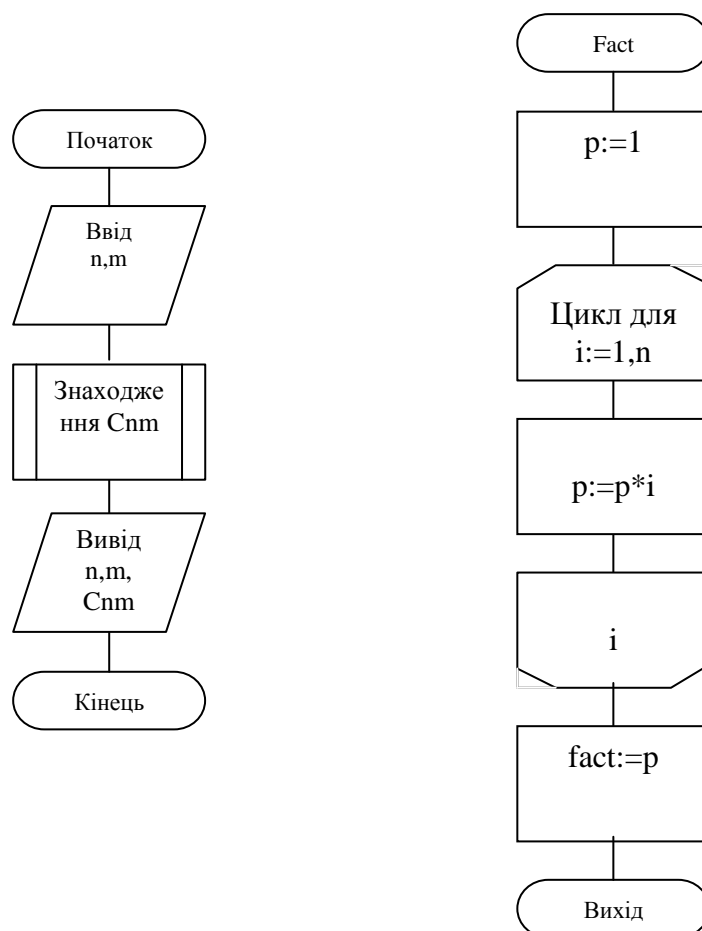 Початок
Ввід
n,m
Знаходже
ння Cnm
Вивід
n,m,
Cnm
Кінець
Fact
p:=1
Цикл для
i:=1,n
p:=p*i
i
fact:=p
Вихід